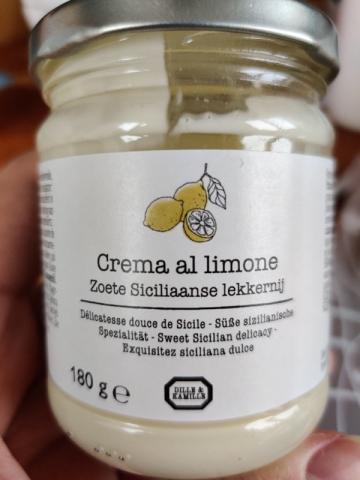 Crema al limone
Zoete Siciliaanse lekkernij
Délicatesse douce de Sicile - Süße sizilianische
Spezialität - Sweet Sicilian delicacy -
Exquisitez siciliana dulce
180 g e
DILLE &
KAMILLE